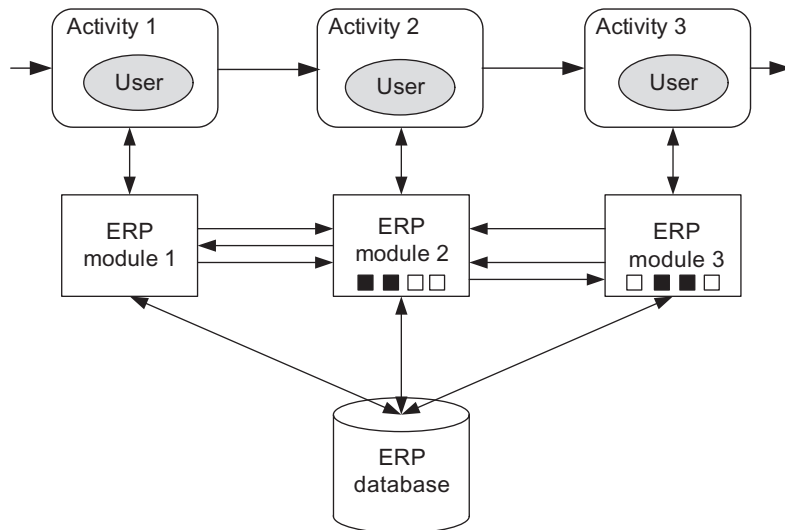 Activity 1
Activity 2
Activity 3
User
User
User
ERP
module 1
ERP
module 2
ERP
module 3
ERP
database